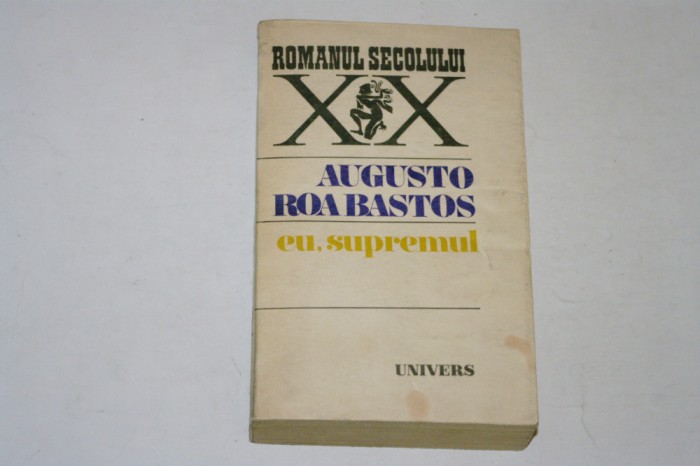 ROMANUL SECOLULUI
XX
AUGUSTO
ROA BASTOS
eu, supremul
UNIVERS